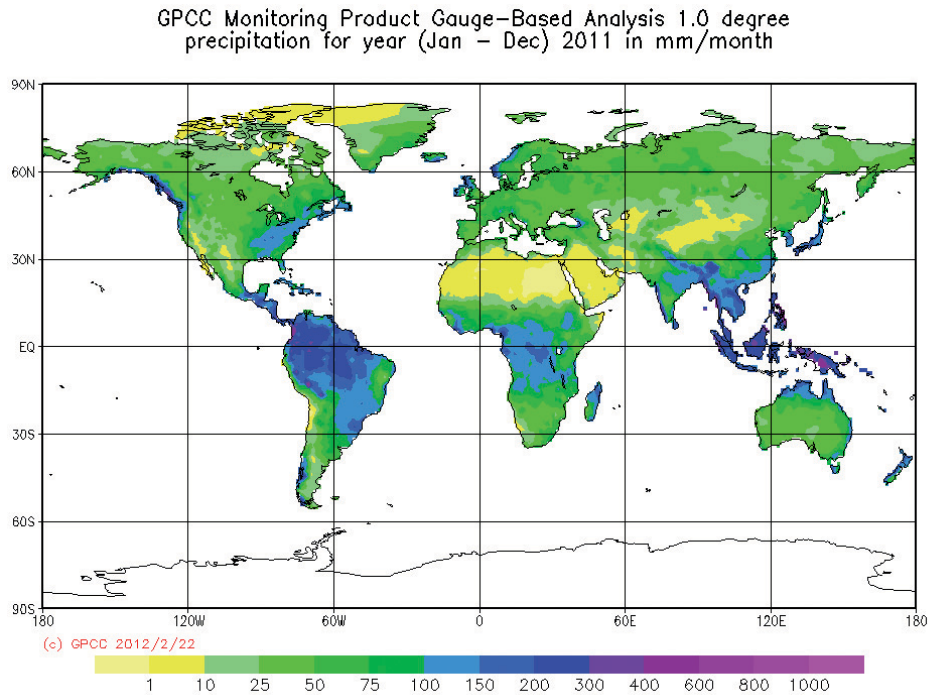 GPCC Monitoring Product Gauge-Based Analysis 1.0 degree
precipitation for year (Jan - Dec) 2011 in mm/month
90N
60N
30N
EQ
30S
60S
90S
180 120W 60W 0 60E 120E 180
(c) GPCC 2012/2/22
1 10 25 50 75 100 150 200 300 400 600 800 1000